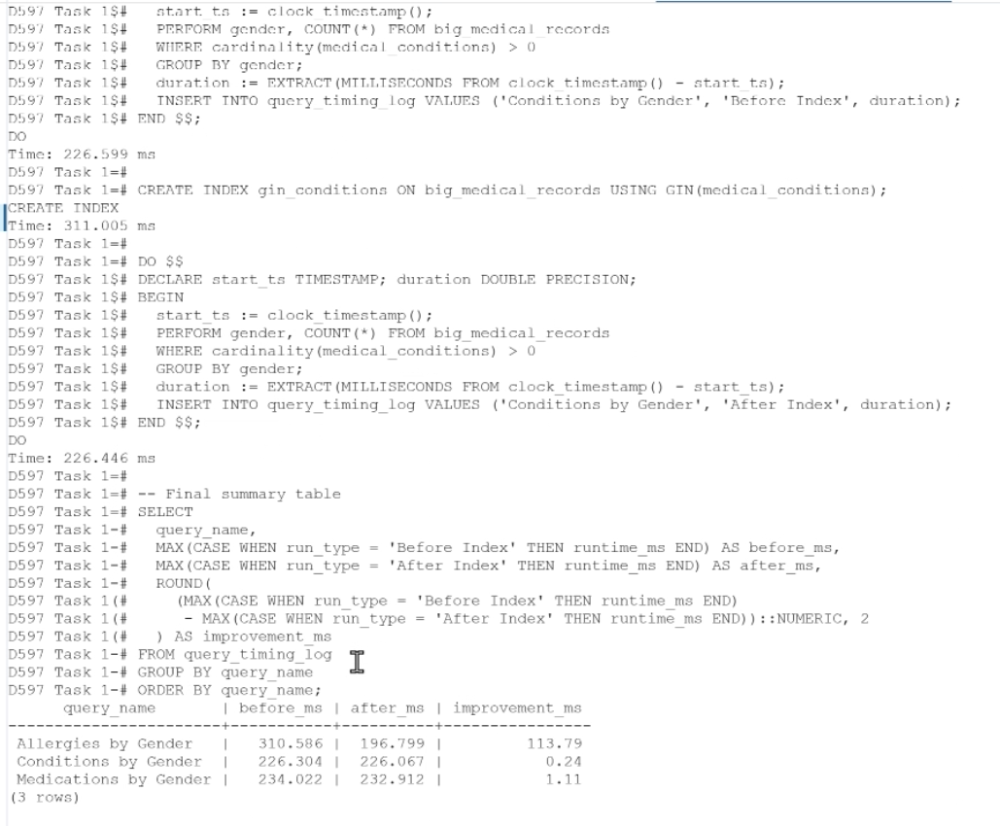 D597 Task 1$#   start_ts := clock_timestamp();
D597 Task 1$#   PERFORM gender, COUNT(*) FROM big_medical_records
D597 Task 1$#   WHERE cardinality(medical_conditions) > 0
D597 Task 1$#   GROUP BY gender;
D597 Task 1$#   duration := EXTRACT(MILLISECONDS FROM clock_timestamp() - start_ts);
D597 Task 1$#   INSERT INTO query_timing_log VALUES ('Conditions by Gender', 'Before Index', duration);
D597 Task 1$# END $$;
DO
Time: 226.599 ms
D597 Task 1=#
D597 Task 1=# CREATE INDEX gin_conditions ON big_medical_records USING GIN(medical_conditions);
CREATE INDEX
Time: 311.005 ms
D597 Task 1=#
D597 Task 1=# DO $$
D597 Task 1$# DECLARE start_ts TIMESTAMP; duration DOUBLE PRECISION;
D597 Task 1$# BEGIN
D597 Task 1$#   start_ts := clock_timestamp();
D597 Task 1$#   PERFORM gender, COUNT(*) FROM big_medical_records
D597 Task 1$#   WHERE cardinality(medical_conditions) > 0
D597 Task 1$#   GROUP BY gender;
D597 Task 1$#   duration := EXTRACT(MILLISECONDS FROM clock_timestamp() - start_ts);
D597 Task 1$#   INSERT INTO query_timing_log VALUES ('Conditions by Gender', 'After Index', duration);
D597 Task 1$# END $$;
DO
Time: 226.446 ms
D597 Task 1=#
D597 Task 1=# -- Final summary table
D597 Task 1=# SELECT
D597 Task 1-#   query_name,
D597 Task 1-#   MAX(CASE WHEN run_type = 'Before Index' THEN runtime_ms END) AS before_ms,
D597 Task 1-#   MAX(CASE WHEN run_type = 'After Index' THEN runtime_ms END) AS after_ms,
D597 Task 1-#   ROUND(
D597 Task 1(#     (MAX(CASE WHEN run_type = 'Before Index' THEN runtime_ms END)
D597 Task 1(#      - MAX(CASE WHEN run_type = 'After Index' THEN runtime_ms END))::NUMERIC, 2
D597 Task 1(#   ) AS improvement_ms
D597 Task 1-# FROM query_timing_log
D597 Task 1-# GROUP BY query_name
D597 Task 1-# ORDER BY query_name;
      query_name       | before_ms | after_ms | improvement_ms
-----------------------+-----------+----------+----------------
 Allergies by Gender   |   310.586 |  196.799 |         113.79
 Conditions by Gender  |   226.304 |  226.067 |           0.24
 Medications by Gender |   234.022 |  232.912 |           1.11
(3 rows)